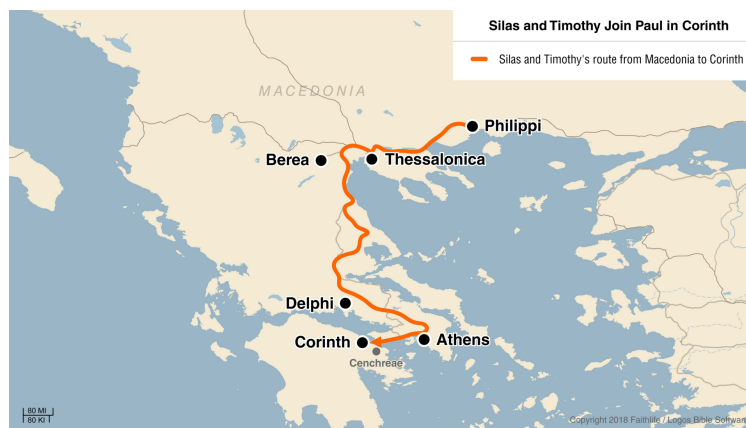 Silas and Timothy Join Paul in Corinth
Silas and Timothy's route from Macedonia to Corinth
MACEDONIA
Philippi
Berea
Thessalonica
Delphi
Corinth
Athens
Cenchreae
80 MI
80 KI
Copyright 2018 Faithlife / Logos Bible Softwar